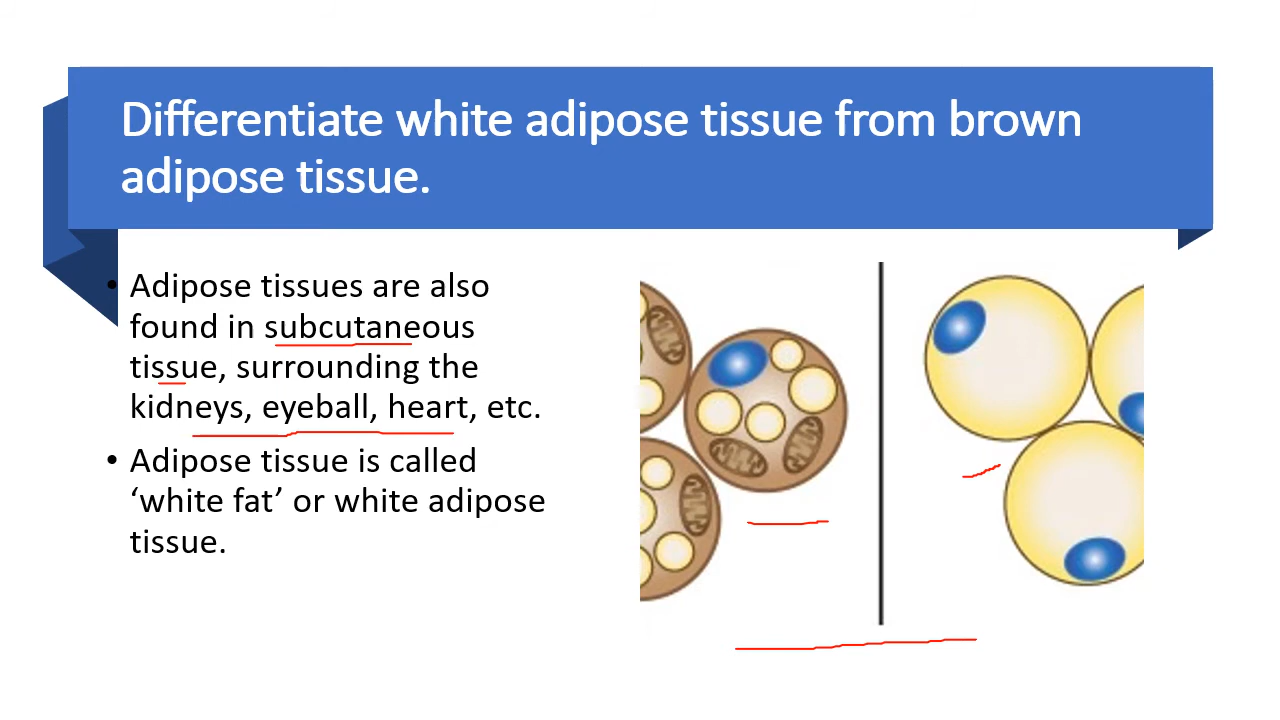 Differentiate white adipose tissue from brown
adipose tissue.
• Adipose tissues are also
found in subcutaneous
tissue, surrounding the
kidneys, eyeball, heart, etc.
• Adipose tissue is called
‘white fat’ or white adipose
tissue.